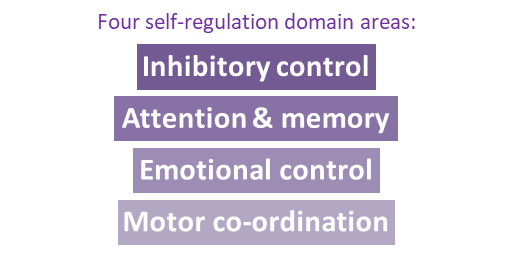 Four self-regulation domain areas:
Inhibitory control
Attention & memory
Emotional control
Motor co-ordination